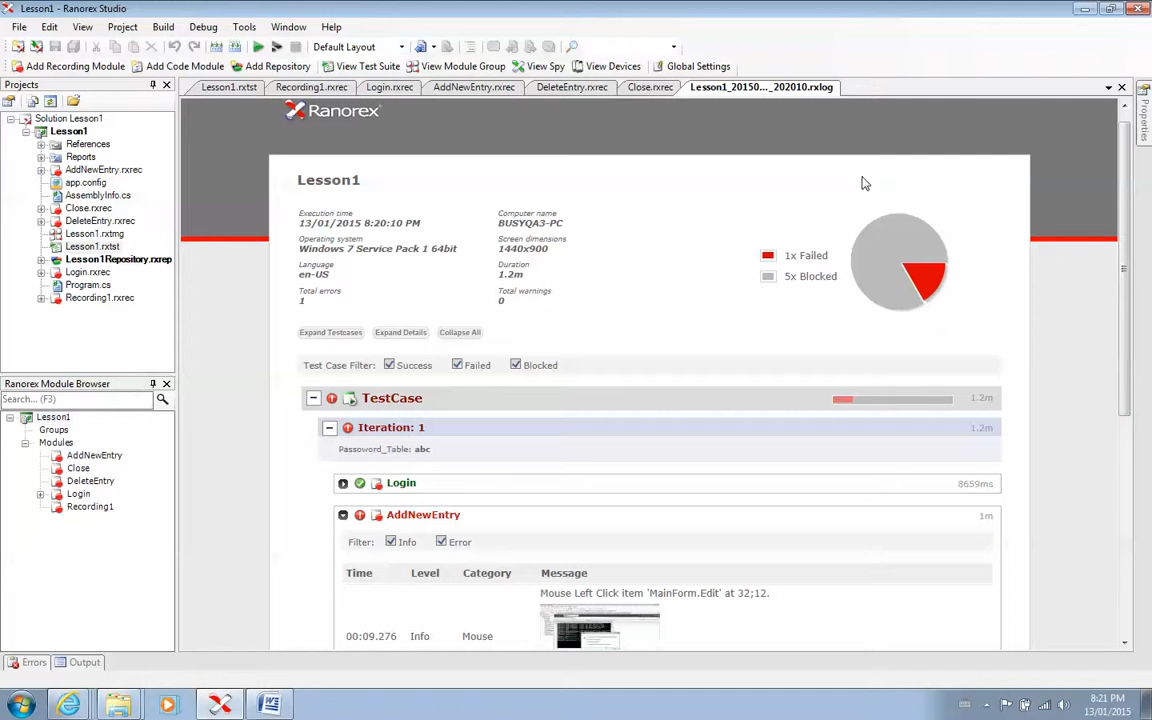 Lesson1 - Ranorex Studio
File Edit View Project Build Debug Tools Window Help
Default Layout
Add Recording Module Add Code Module Add Repository View Test Suite View Module Group View Spy View Devices Global Settings
Projects
Lesson1.rxtst Recording1.rxrec Login.rxrec AddNewEntry.rxrec DeleteEntry.rxrec Close.rxrec Lesson1_20150..._202010.rxlog
Properties
Solution Lesson1
Lesson1
References
Reports
AddNewEntry.rxrec
app.config
AssemblyInfo.cs
Close.rxrec
DeleteEntry.rxrec
Lesson1.rxtmg
Lesson1.rxtst
Lesson1Repository.rxrep
Login.rxrec
Program.cs
Recording1.rxrec
Ranorex Module Browser
Search... (F3)
Lesson1
Groups
Modules
AddNewEntry
Close
DeleteEntry
Login
Recording1
Ranorex
Lesson1
Execution time
13/01/2015 8:20:10 PM
Computer name
BUSYQA3-PC
Operating system
Windows 7 Service Pack 1 64bit
Screen dimensions
1440x900
Language
en-US
Duration
1.2m
Total errors
1
Total warnings
0
1x Failed
5x Blocked
Expand Testcases Expand Details Collapse All
Test Case Filter: Success Failed Blocked
TestCase 1.2m
Iteration: 1 1.2m
Password_Table: abc
Login 8659ms
AddNewEntry 1m
Filter: Info Error
Time Level Category Message
Mouse Left Click item 'MainForm.Edit' at 32;12.
00:09.276 Info Mouse
Errors Output
8:21 PM
13/01/2015